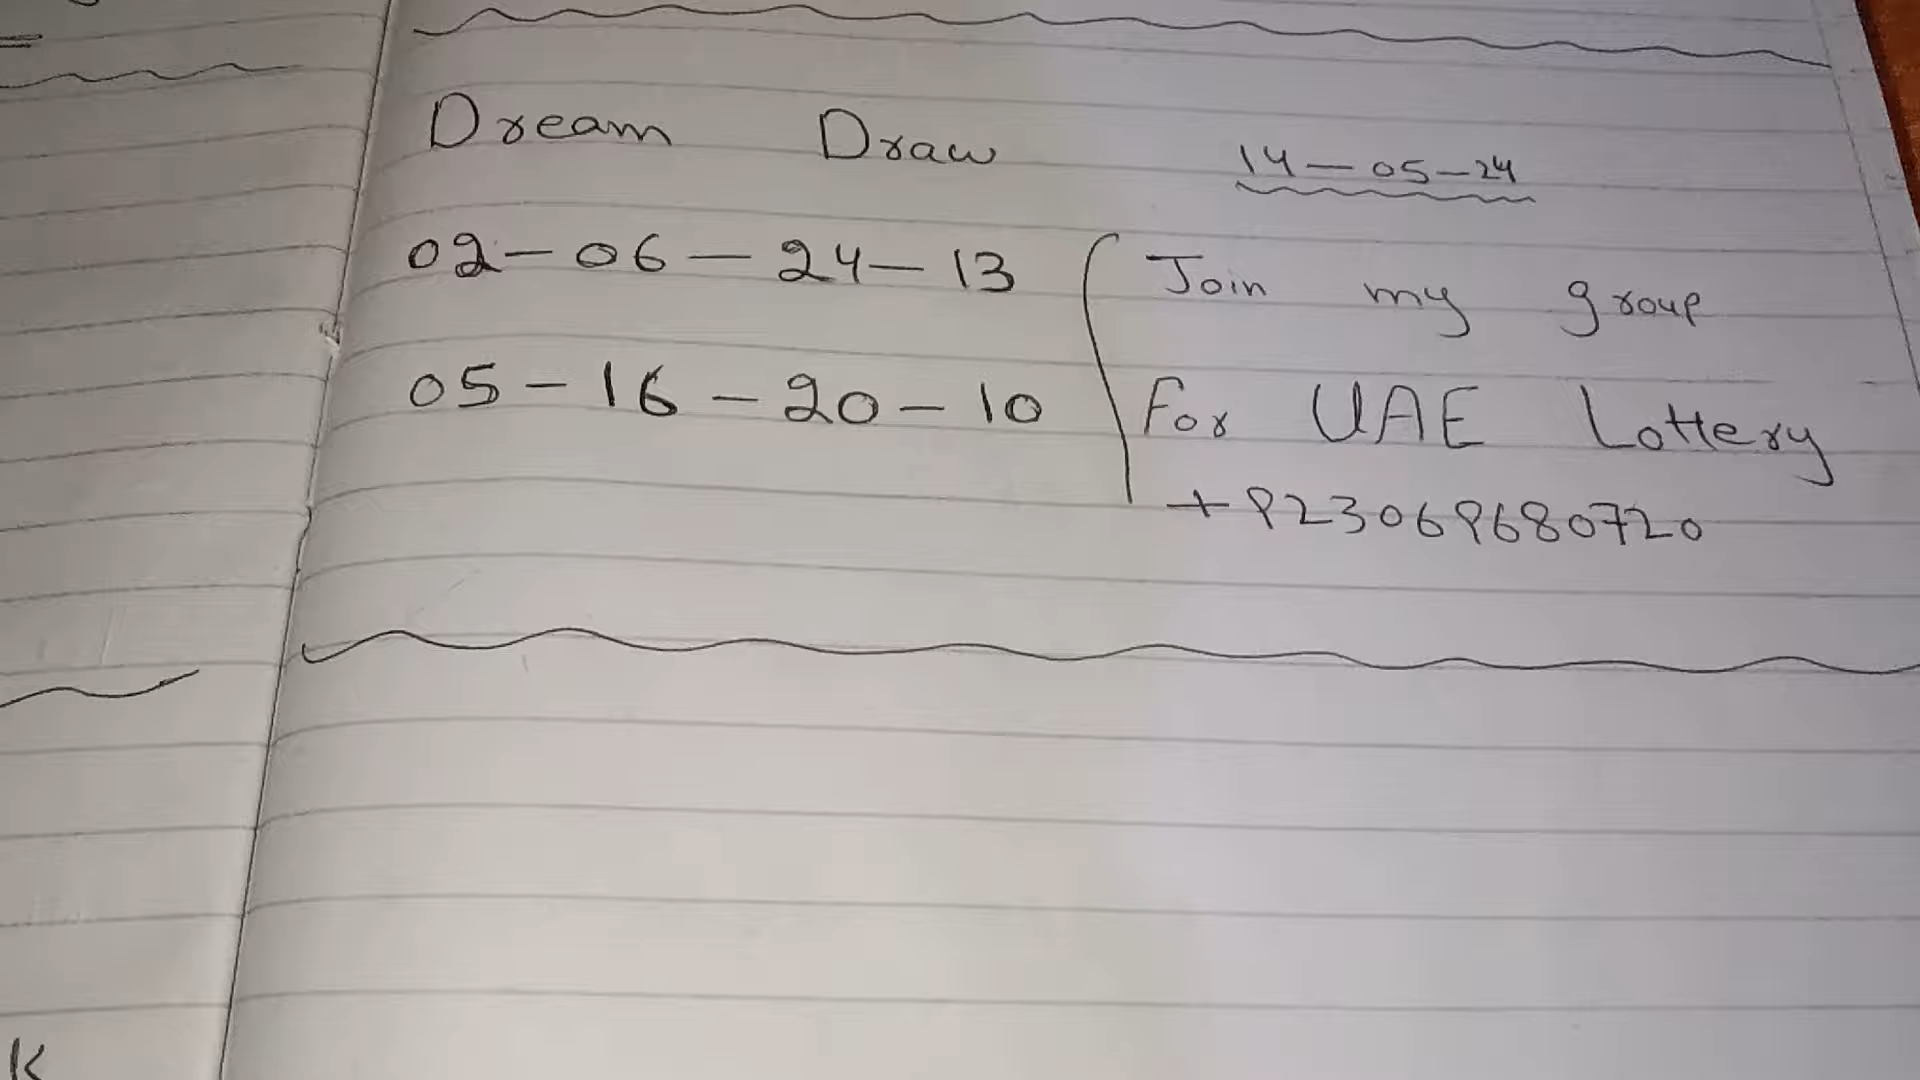 Dream Draw 14-05-24
02-06-24-13
05-16-20-10
Join my group
For UAE Lottery
+923069680720
K